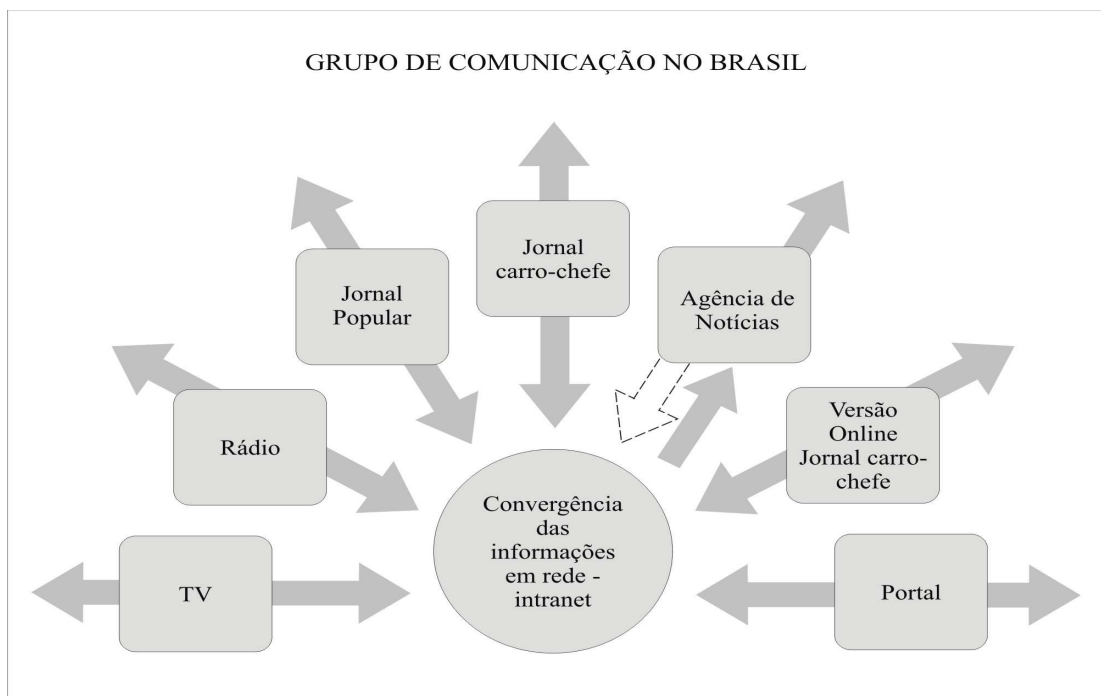 GRUPO DE COMUNICAÇÃO NO BRASIL
Jornal
carro-chefe
Jornal
Popular
Agência de
Notícias
Rádio
Versão
Online
Jornal carro-
chefe
TV
Convergência
das
informações
em rede -
intranet
Portal